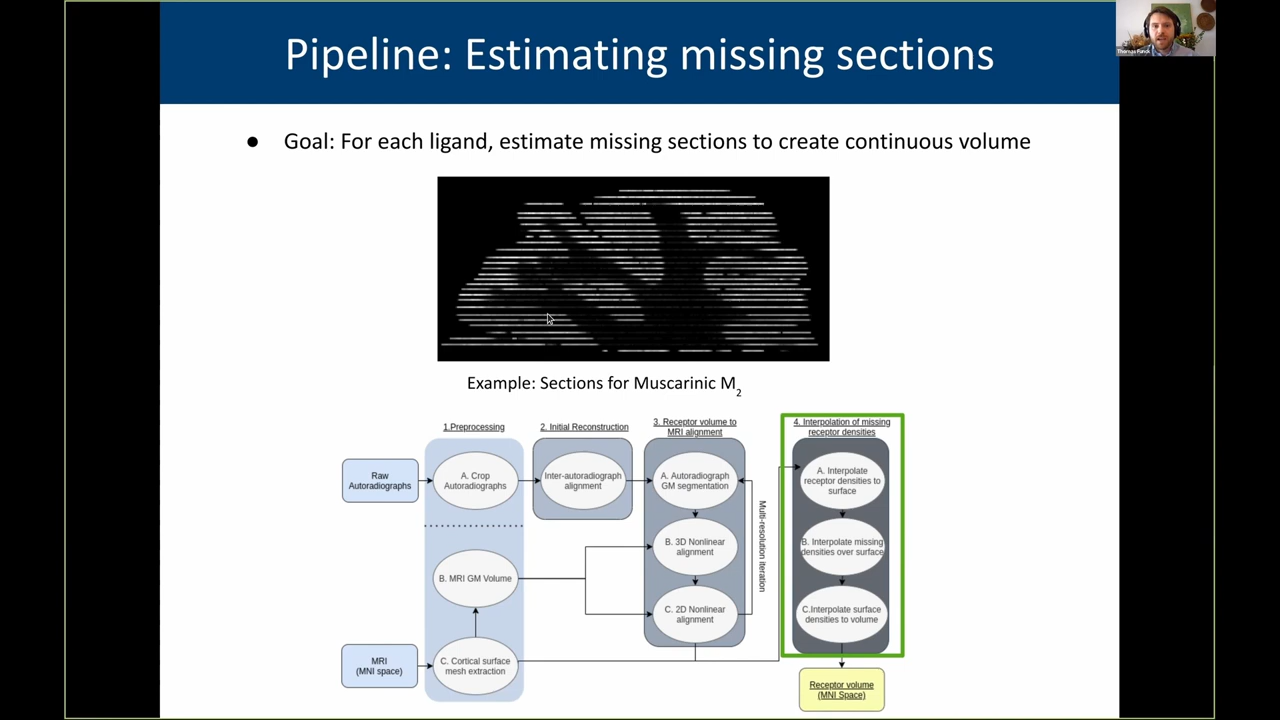 Pipeline: Estimating missing sections
Thomas Funck
● Goal: For each ligand, estimate missing sections to create continuous volume
Example: Sections for Muscarinic M2
1.Preprocessing
2. Initial Reconstruction
3. Receptor volume to
MRI alignment
4. Interpolation of missing
receptor densities
Raw
Autoradiographs
A. Crop
Autoradiographs
Inter-autoradiograph
alignment
A. Autoradiograph
GM segmentation
A. Interpolate
receptor densities to
surface
Multi-resolution iteration
B. 3D Nonlinear
alignment
B. Interpolate missing
densities over surface
B. MRI GM Volume
C. 2D Nonlinear
alignment
C.Interpolate surface
densities to volume
MRI
(MNI space)
C. Cortical surface
mesh extraction
Receptor volume
(MNI Space)